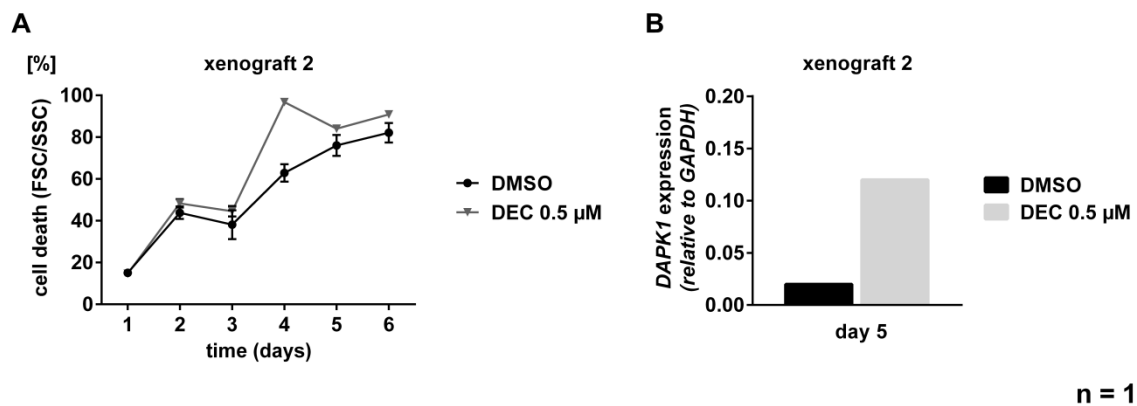 A
[%]
xenograft 2
cell death (FSC/SSC)
100
80
60
40
20
0
1 2 3 4 5 6
time (days)
DMSO
DEC 0.5 µM
B
xenograft 2
DAPK1 expression
(relative to GAPDH)
0.20
0.15
0.10
0.05
0.00
day 5
DMSO
DEC 0.5 µM
n = 1